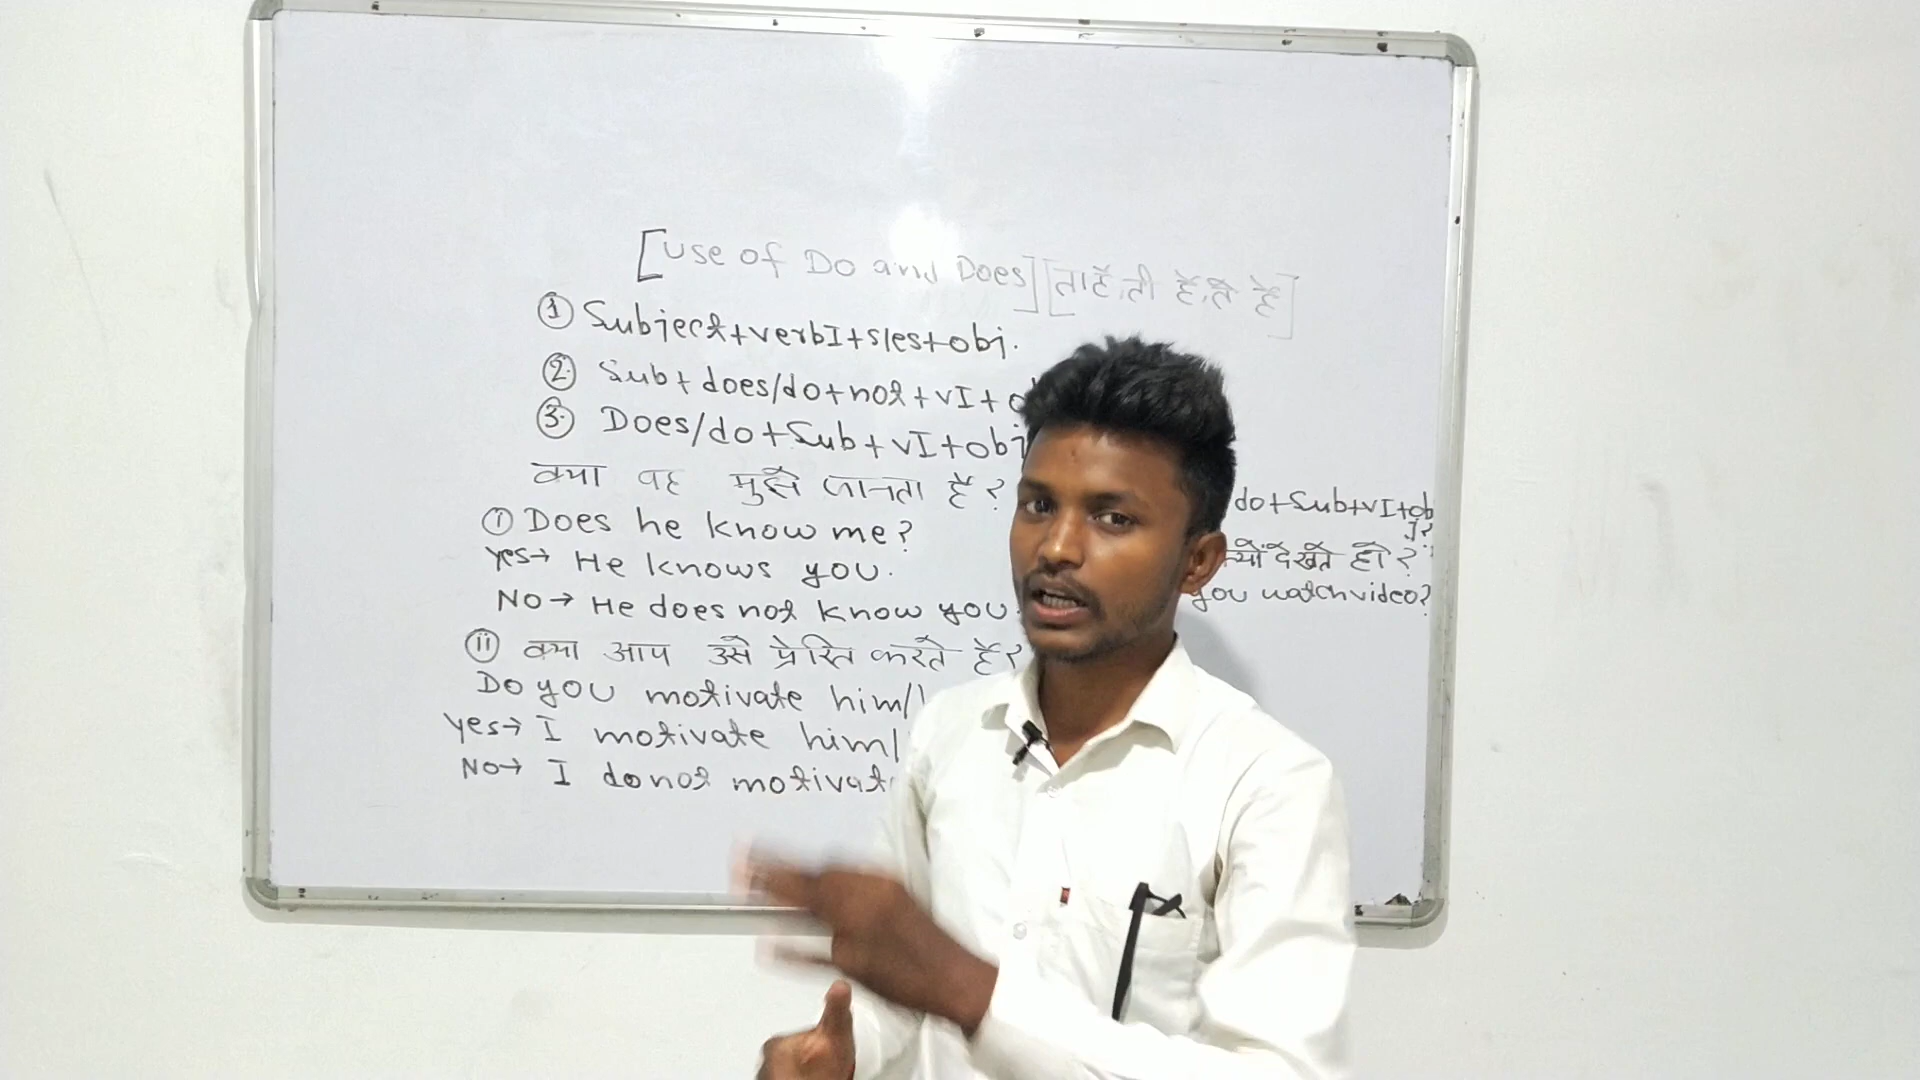 [Use of Do and Does] [ता है, ती है, ते है]
① Subject+verbI+s/es+obj.
② Sub+does/do+not+vI+
③ Does/do+Sub+vI+obj
क्या वह मुझे जानता है?
① Does he know me?
Yes→ He knows you.
No→ He does not know you.
ⓘⓘ क्या आप उसे प्रेरित करते हैं?
Do you motivate him/
Yes→ I motivate him/
No→ I do not motivate
do+Sub+vI+ob
j?
क्यों देखते हो?
you watch video?